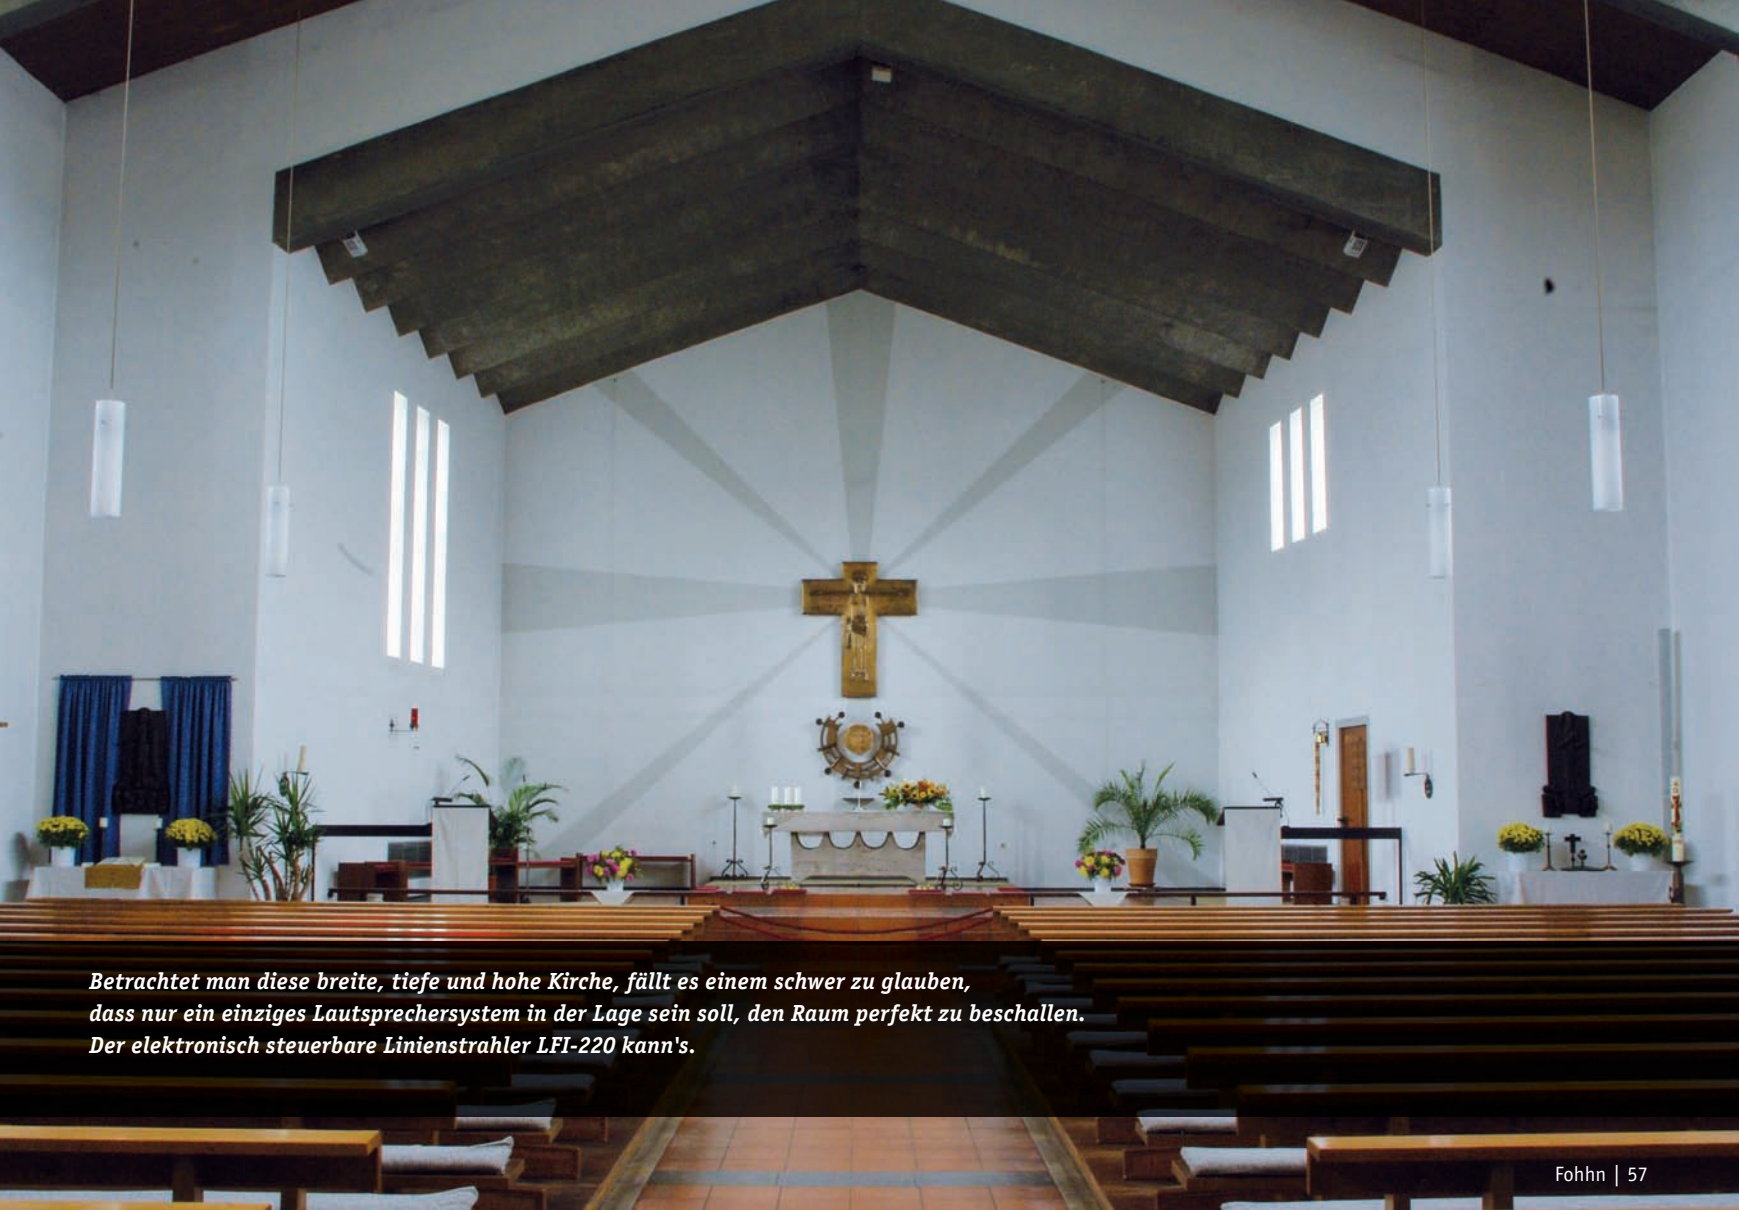 Betrachtet man diese breite, tiefe und hohe Kirche, fällt es einem schwer zu glauben,
dass nur ein einziges Lautsprechersystem in der Lage sein soll, den Raum perfekt zu beschallen.
Der elektronisch steuerbare Linienstrahler LFI-220 kann's.
Fohhn | 57